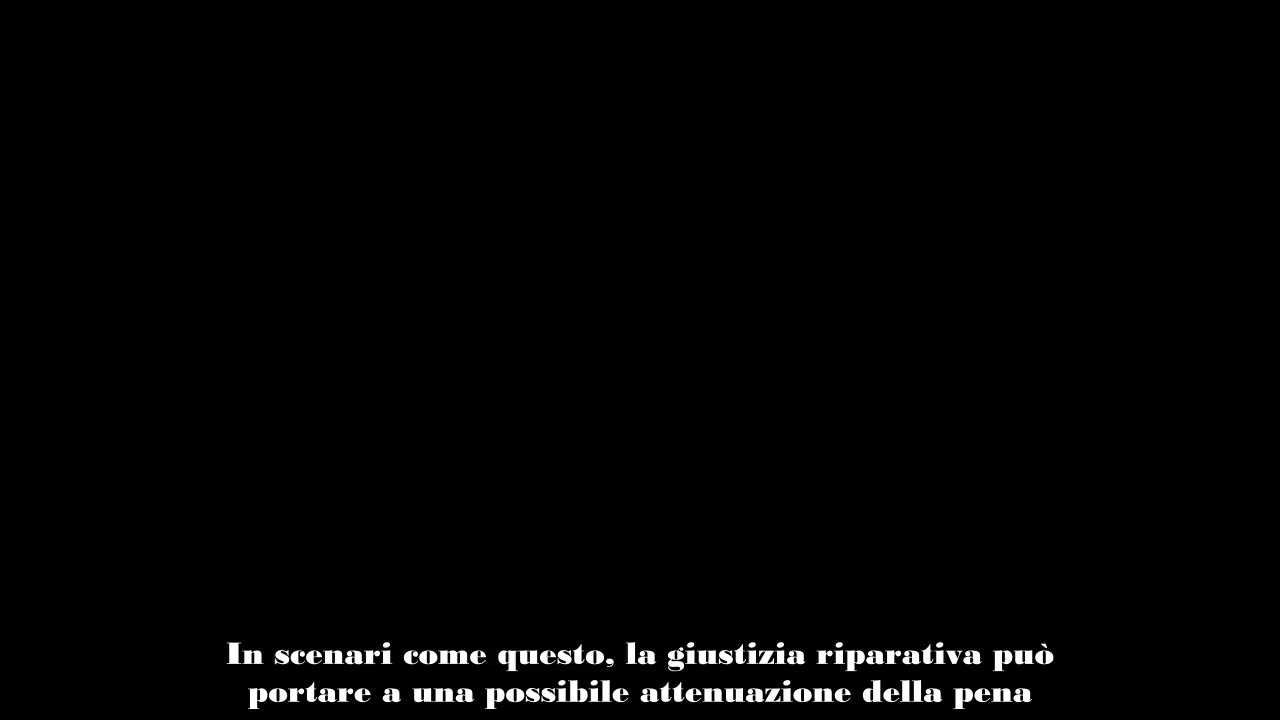 In scenari come questo, la giustizia riparativa può
portare a una possibile attenuazione della pena